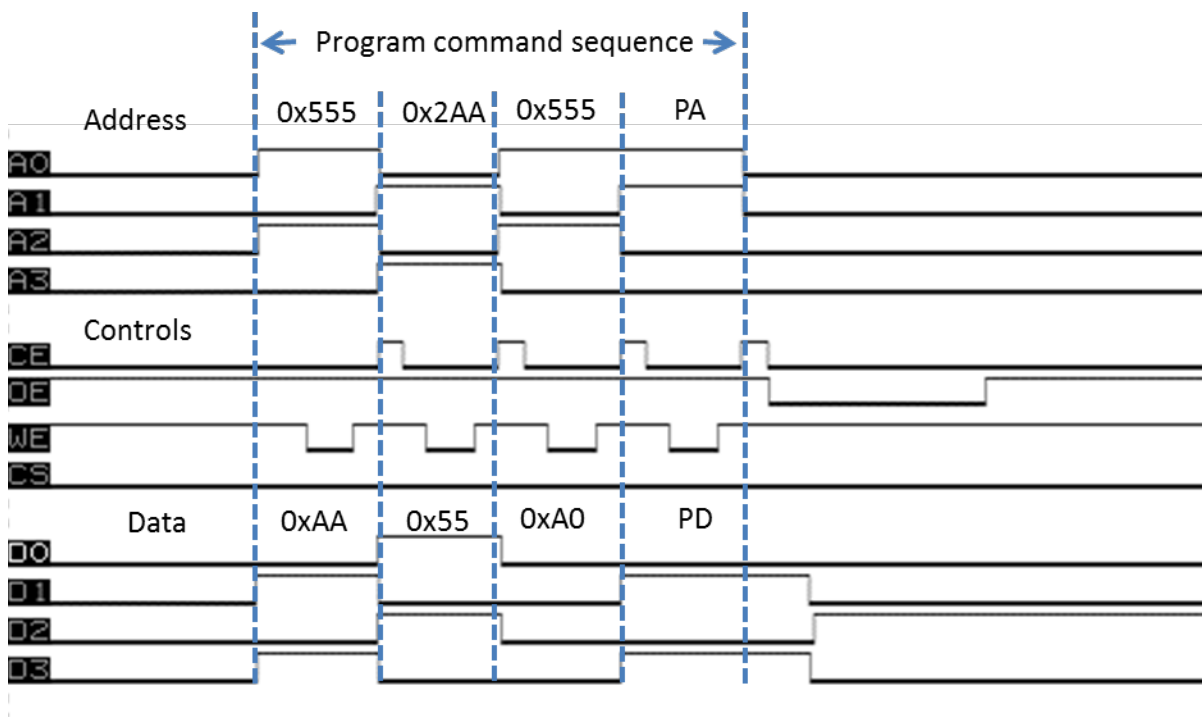 Program command sequence
Address 0x555 0x2AA 0x555 PA
A0
A1
A2
A3
Controls
CE
OE
WE
CS
Data 0xAA 0x55 0xA0 PD
D0
D1
D2
D3